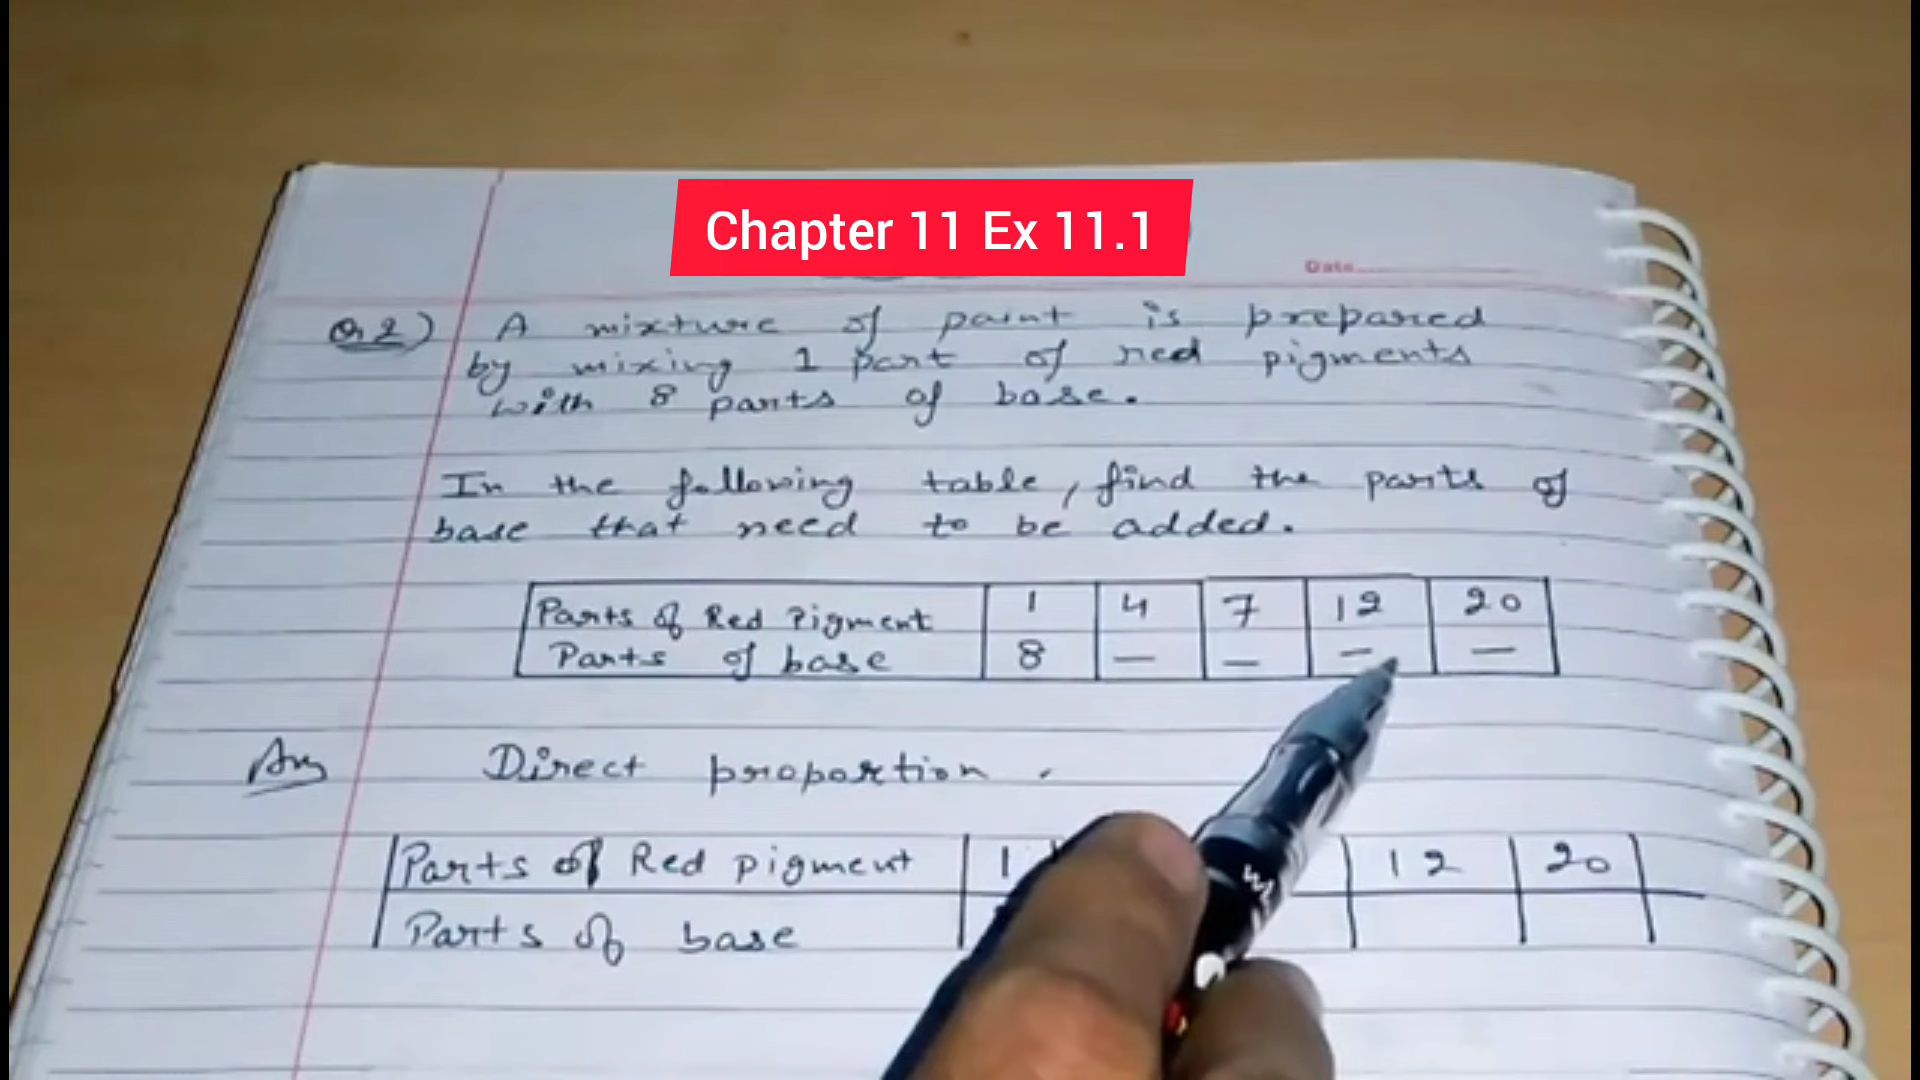 Chapter 11 Ex 11.1
Date
Q2) A mixture of paint is prepared
by mixing 1 part of red pigments
with 8 parts of base.
In the following table, find the parts of
base that need to be added.
Parts of Red Pigment 1 4 7 12 20
Parts of base 8 — — — —
Ans Direct proportion.
Parts of Red pigment 1 12 20
Parts of base